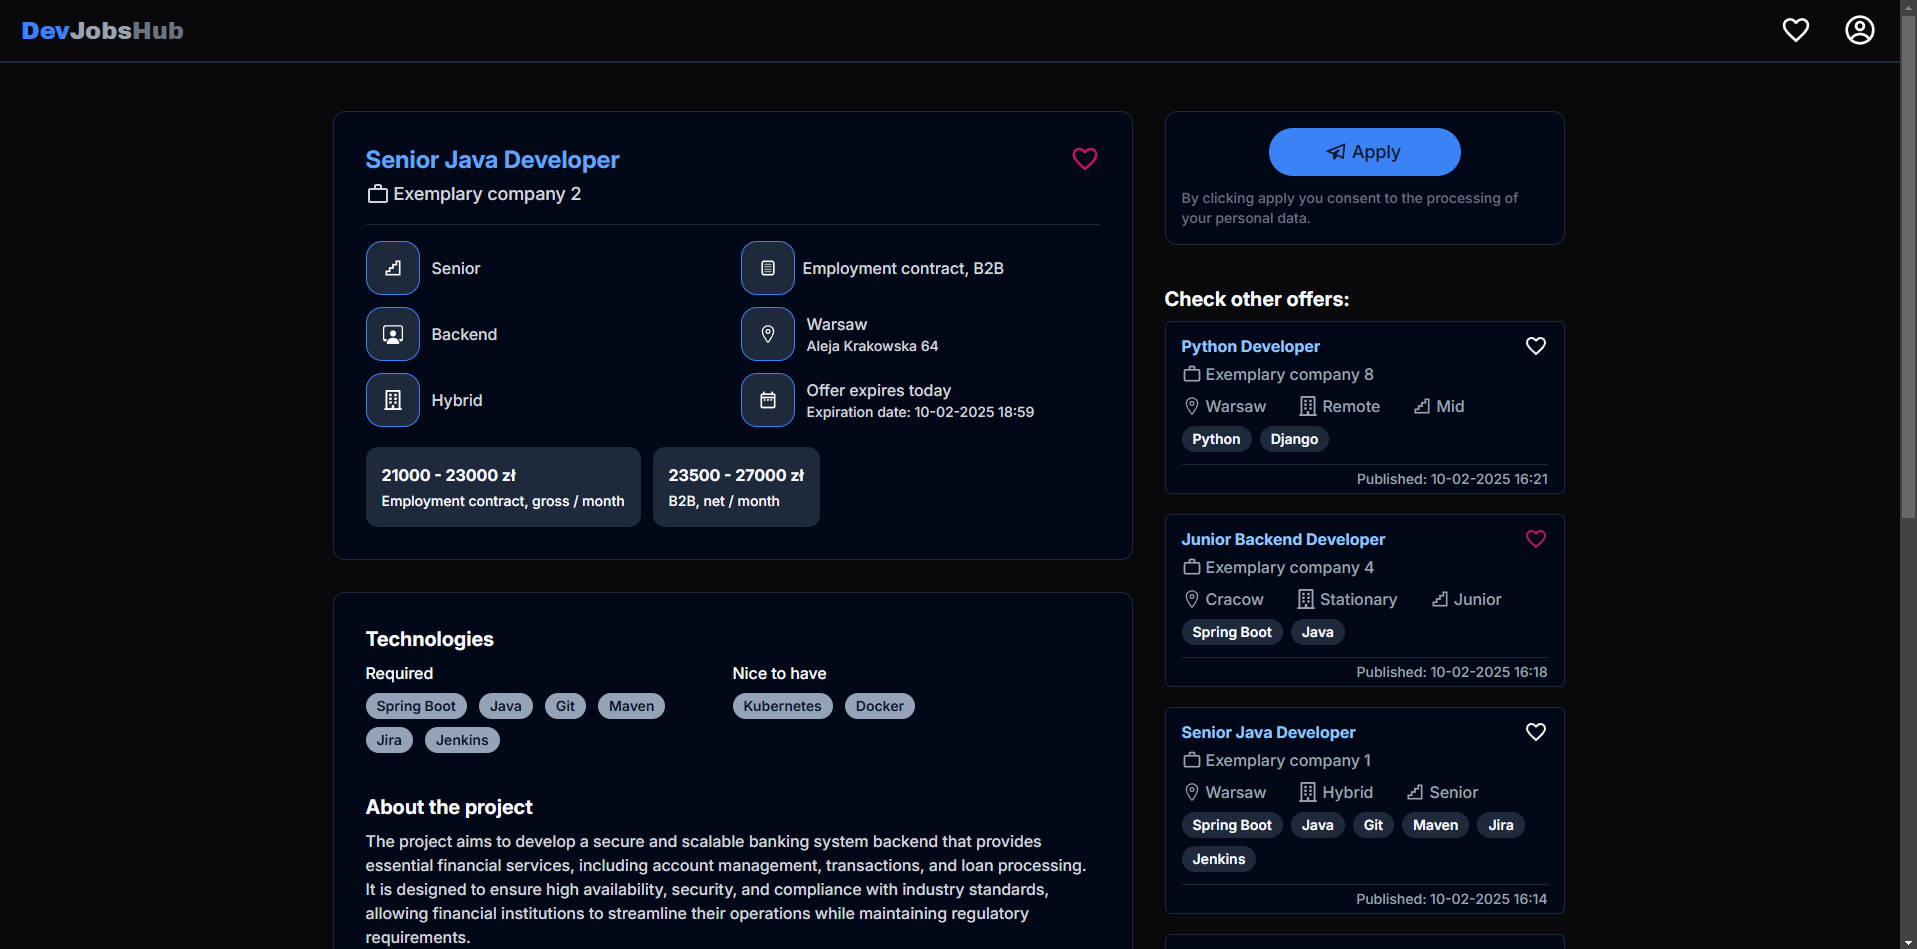 DevJobsHub
Senior Java Developer
Exemplary company 2
Senior
Employment contract, B2B
Backend
Warsaw
Aleja Krakowska 64
Hybrid
Offer expires today
Expiration date: 10-02-2025 18:59
21000 - 23000 zł
Employment contract, gross / month
23500 - 27000 zł
B2B, net / month
Technologies
Required
Spring Boot Java Git Maven
Jira Jenkins
Nice to have
Kubernetes Docker
About the project
The project aims to develop a secure and scalable banking system backend that provides
essential financial services, including account management, transactions, and loan processing.
It is designed to ensure high availability, security, and compliance with industry standards,
allowing financial institutions to streamline their operations while maintaining regulatory
requirements.
Apply
By clicking apply you consent to the processing of
your personal data.
Check other offers:
Python Developer
Exemplary company 8
Warsaw Remote Mid
Python Django
Published: 10-02-2025 16:21
Junior Backend Developer
Exemplary company 4
Cracow Stationary Junior
Spring Boot Java
Published: 10-02-2025 16:18
Senior Java Developer
Exemplary company 1
Warsaw Hybrid Senior
Spring Boot Java Git Maven Jira
Jenkins
Published: 10-02-2025 16:14